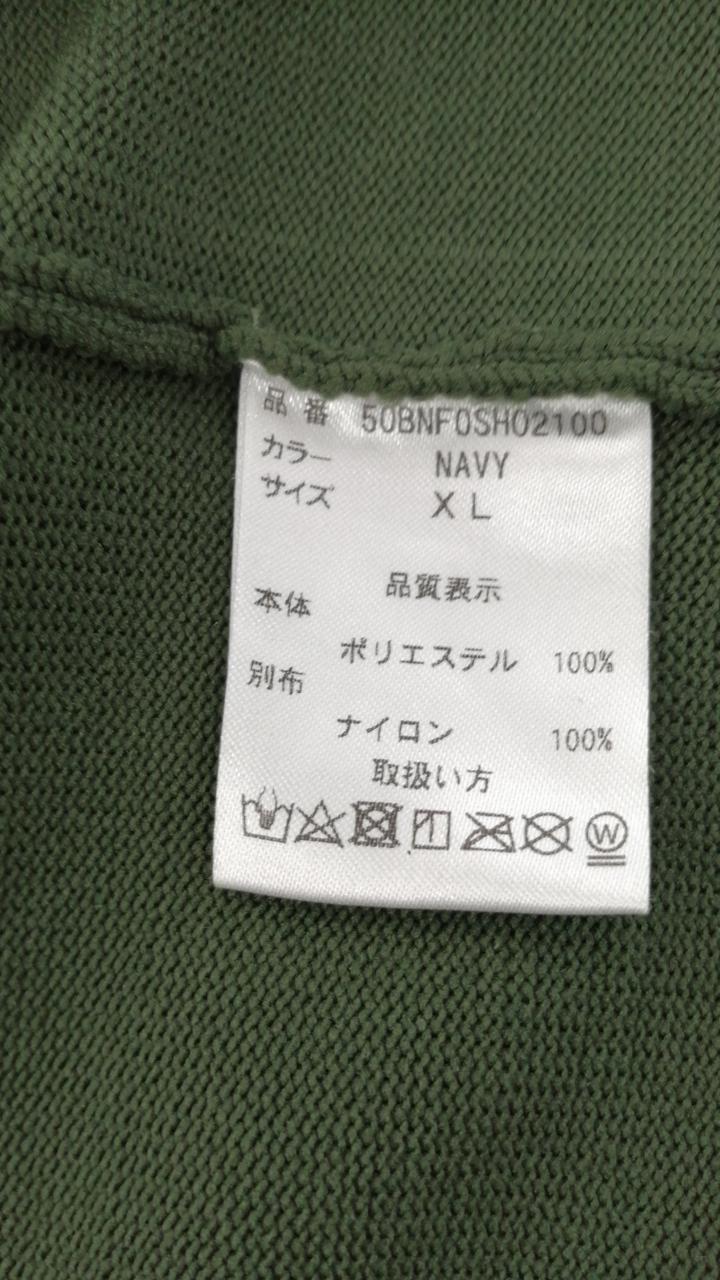 品番 50BNF0SH02100
カラー NAVY
サイズ XL
品質表示
本体
ポリエステル 100%
別布
ナイロン 100%
取扱い方
W